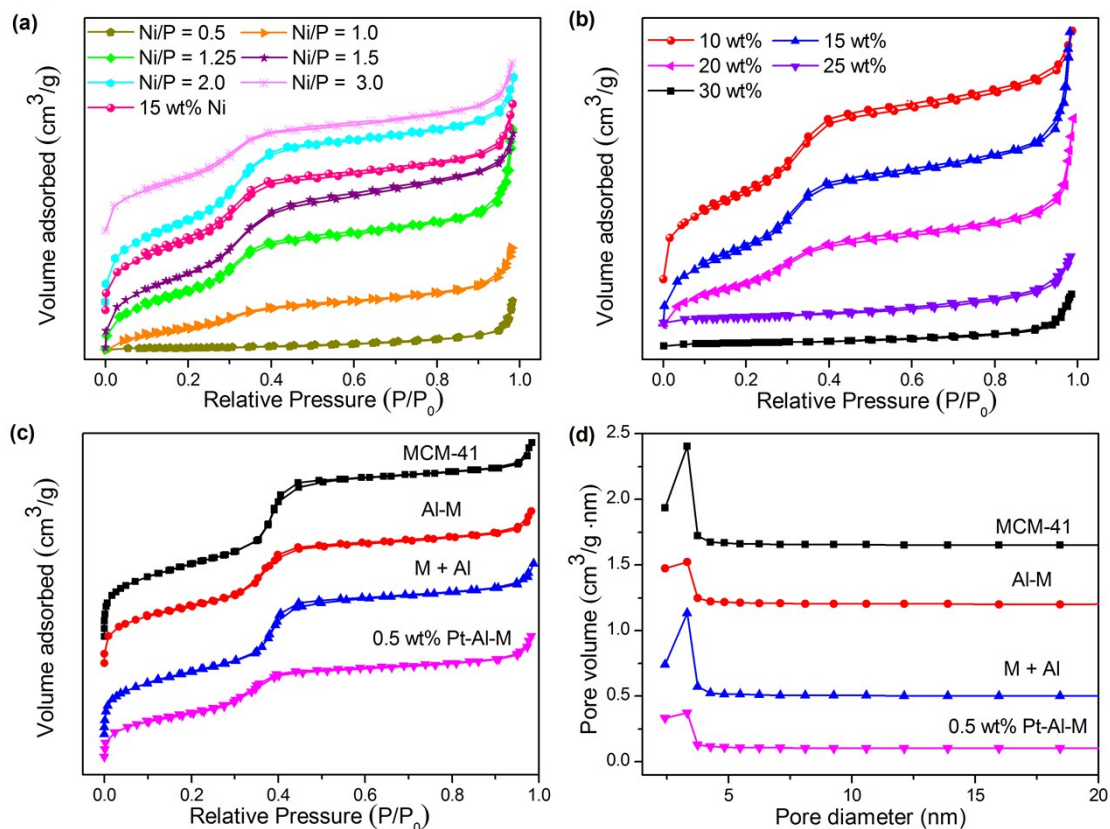 (a)
Ni/P = 0.5 Ni/P = 1.0
Ni/P = 1.25 Ni/P = 1.5
Ni/P = 2.0 Ni/P = 3.0
15 wt% Ni
Volume adsorbed (cm³/g)
0.0 0.2 0.4 0.6 0.8 1.0
Relative Pressure (P/P₀)
(b)
10 wt% 15 wt%
20 wt% 25 wt%
30 wt%
Volume adsorbed (cm³/g)
0.0 0.2 0.4 0.6 0.8 1.0
Relative Pressure (P/P₀)
(c)
MCM-41
Al-M
M + Al
0.5 wt% Pt-Al-M
Volume adsorbed (cm³/g)
0.0 0.2 0.4 0.6 0.8 1.0
Relative Pressure (P/P₀)
(d)
2.5
2.0
1.5
1.0
0.5
0.0
Pore volume (cm³/g ·nm)
MCM-41
Al-M
M + Al
0.5 wt% Pt-Al-M
5 10 15 20
Pore diameter (nm)